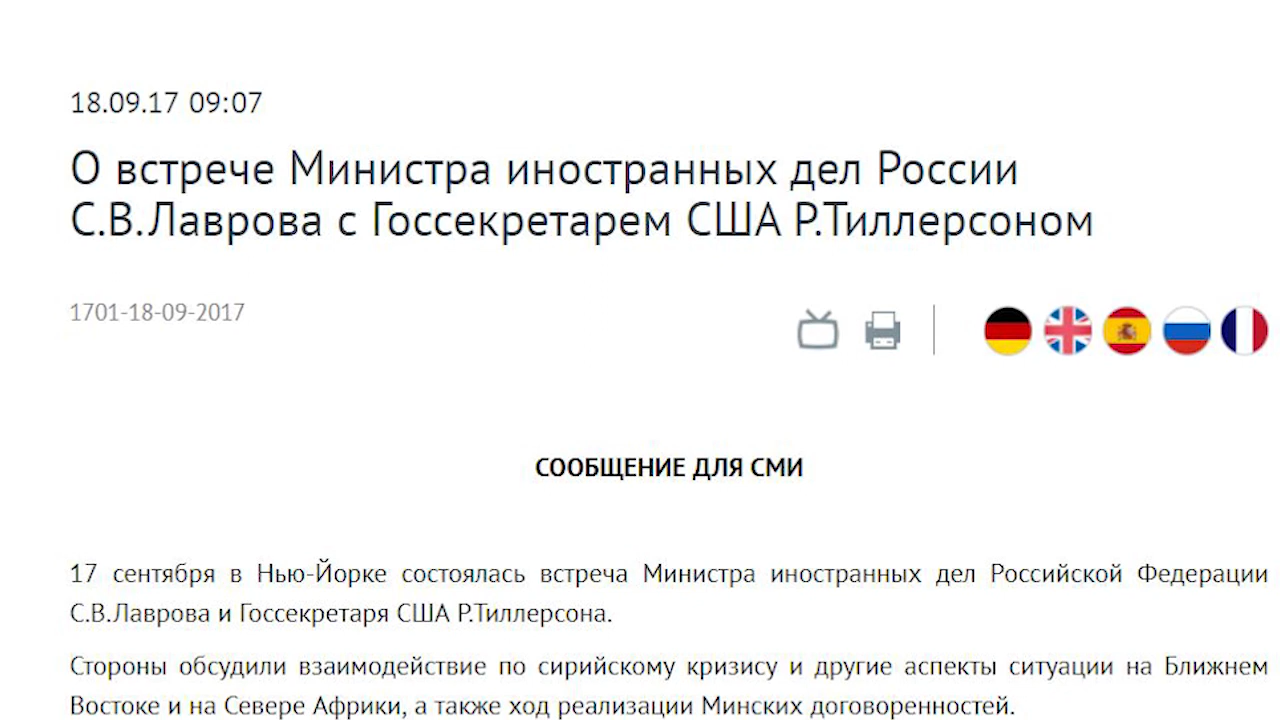 18.09.17 09:07
О встрече Министра иностранных дел России
С.В.Лаврова с Госсекретарем США Р.Тиллерсоном
1701-18-09-2017
СООБЩЕНИЕ ДЛЯ СМИ
17 сентября в Нью-Йорке состоялась встреча Министра иностранных дел Российской Федерации
С.В.Лаврова и Госсекретаря США Р.Тиллерсона.
Стороны обсудили взаимодействие по сирийскому кризису и другие аспекты ситуации на Ближнем
Востоке и на Севере Африки, а также ход реализации Минских договоренностей.